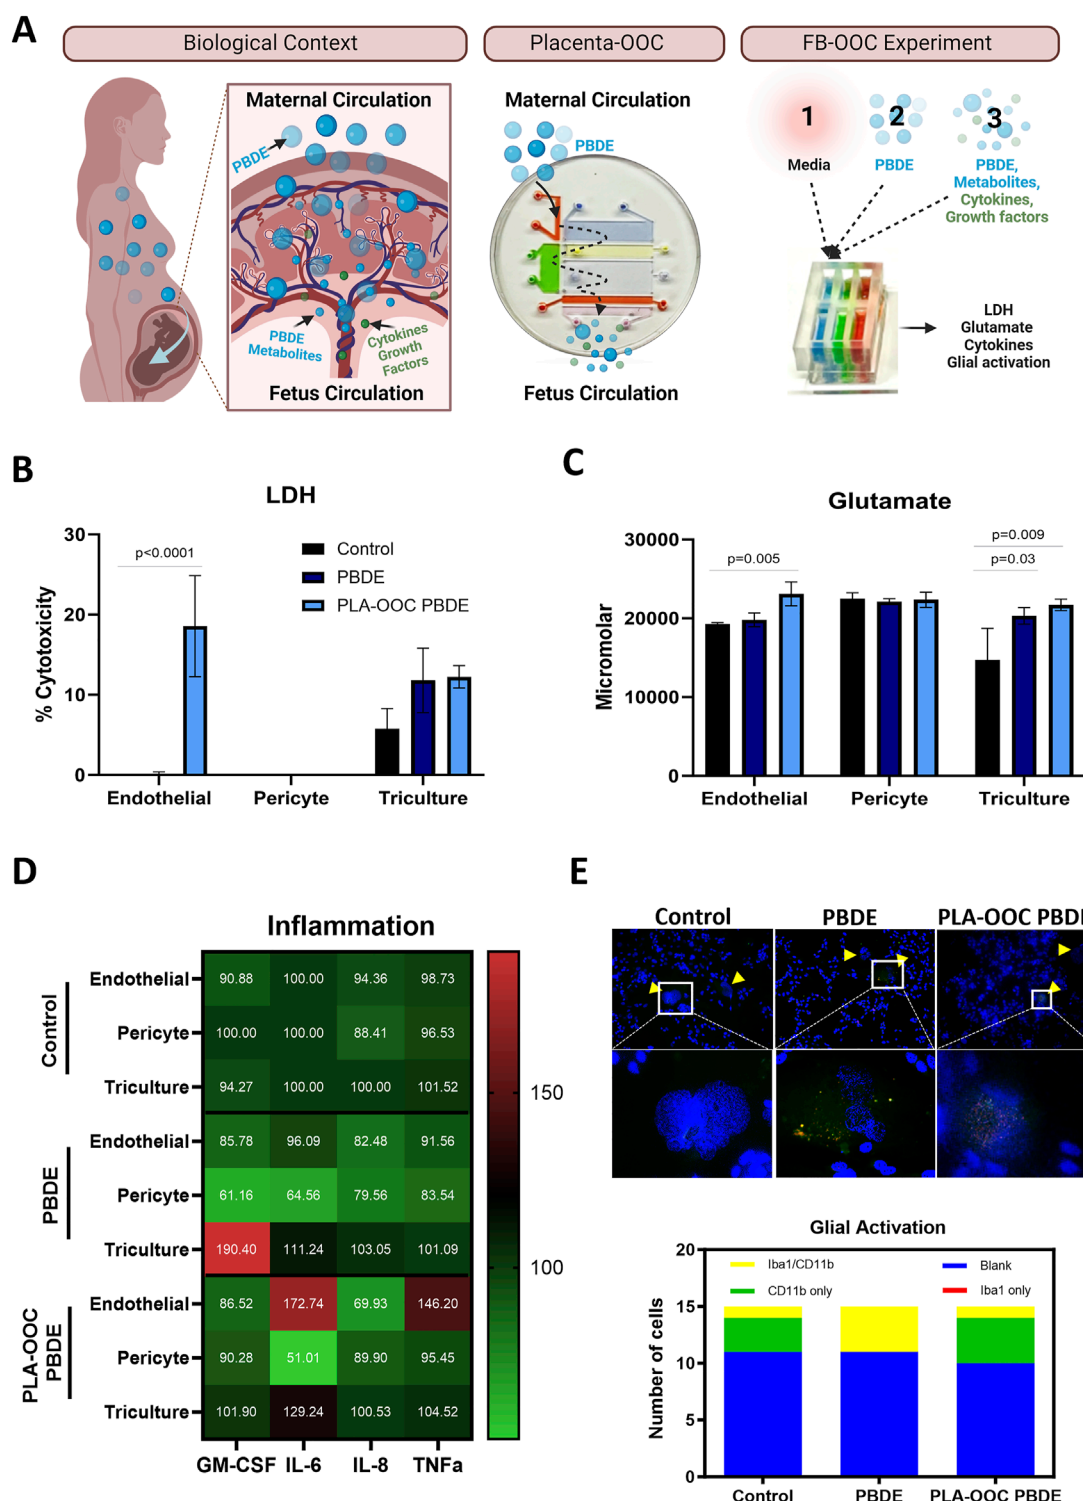 A
Biological Context
Placenta-OOC
FB-OOC Experiment
Maternal Circulation
PBDE
PBDE
Metabolites
Cytokines
Growth
Factors
Fetus Circulation
Maternal Circulation
PBDE
Fetus Circulation
1
2
3
Media
PBDE
PBDE,
Metabolites,
Cytokines,
Growth factors
LDH
Glutamate
Cytokines
Glial activation
B
LDH
% Cytotoxicity
30
20
10
0
p<0.0001
Control
PBDE
PLA-OOC PBDE
Endothelial Pericyte Triculture
C
Glutamate
Micromolar
30000
20000
10000
0
p=0.005
p=0.009
p=0.03
Endothelial Pericyte Triculture
D
Inflammation
Control
Endothelial 90.88 100.00 94.36 98.73
Pericyte 100.00 100.00 88.41 96.53
Triculture 94.27 100.00 100.00 101.52
PBDE
Endothelial 85.78 96.09 82.48 91.56
Pericyte 61.16 64.56 79.56 83.54
Triculture 190.40 111.24 103.05 101.09
PLA-OOC
PBDE
Endothelial 86.52 172.74 69.93 146.20
Pericyte 90.28 51.01 89.90 95.45
Triculture 101.90 129.24 100.53 104.52
GM-CSF IL-6 IL-8 TNFa
150
100
E
Control PBDE PLA-OOC PBDE
Glial Activation
Number of cells
20
15
10
5
0
Iba1/CD11b
CD11b only
Blank
Iba1 only
Control PBDE PLA-OOC PBDE